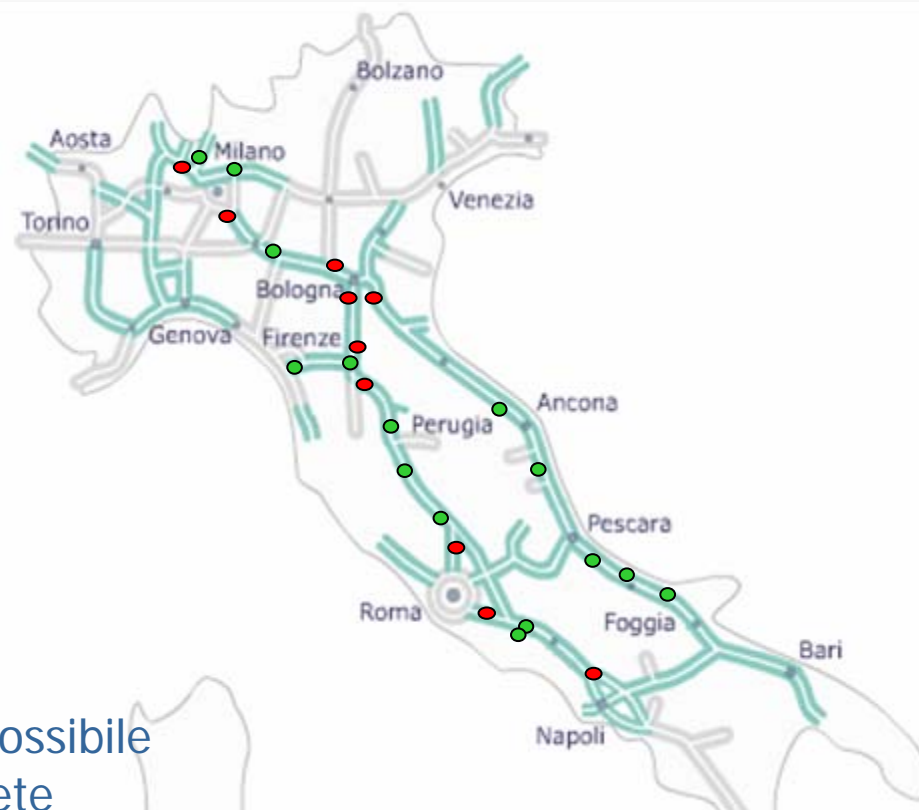 Bolzano
Aosta
Milano
Venezia
Torino
Bologna
Genova
Firenze
Ancona
Perugia
Pescara
Roma
Foggia
Bari
Napoli
ossibile
ete